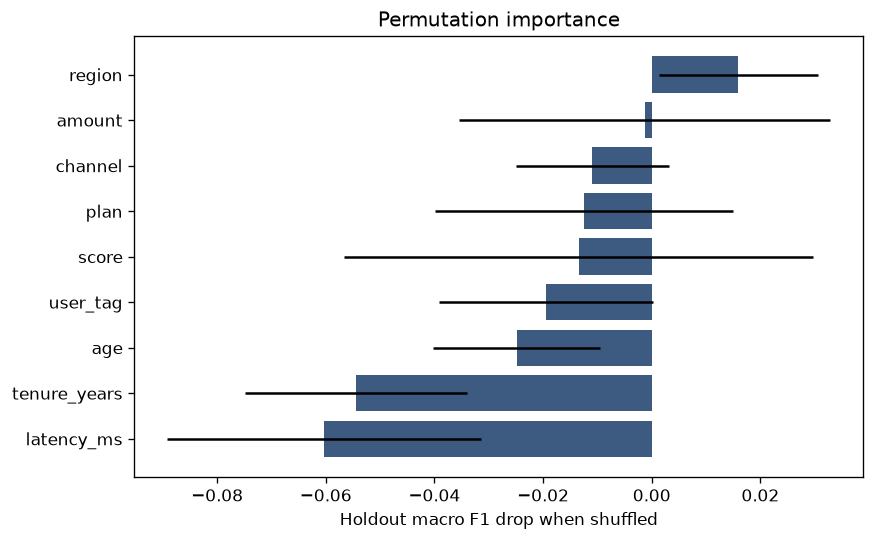 Permutation importance
region
amount
channel
plan
score
user_tag
age
tenure_years
latency_ms
−0.08 −0.06 −0.04 −0.02 0.00 0.02
Holdout macro F1 drop when shuffled